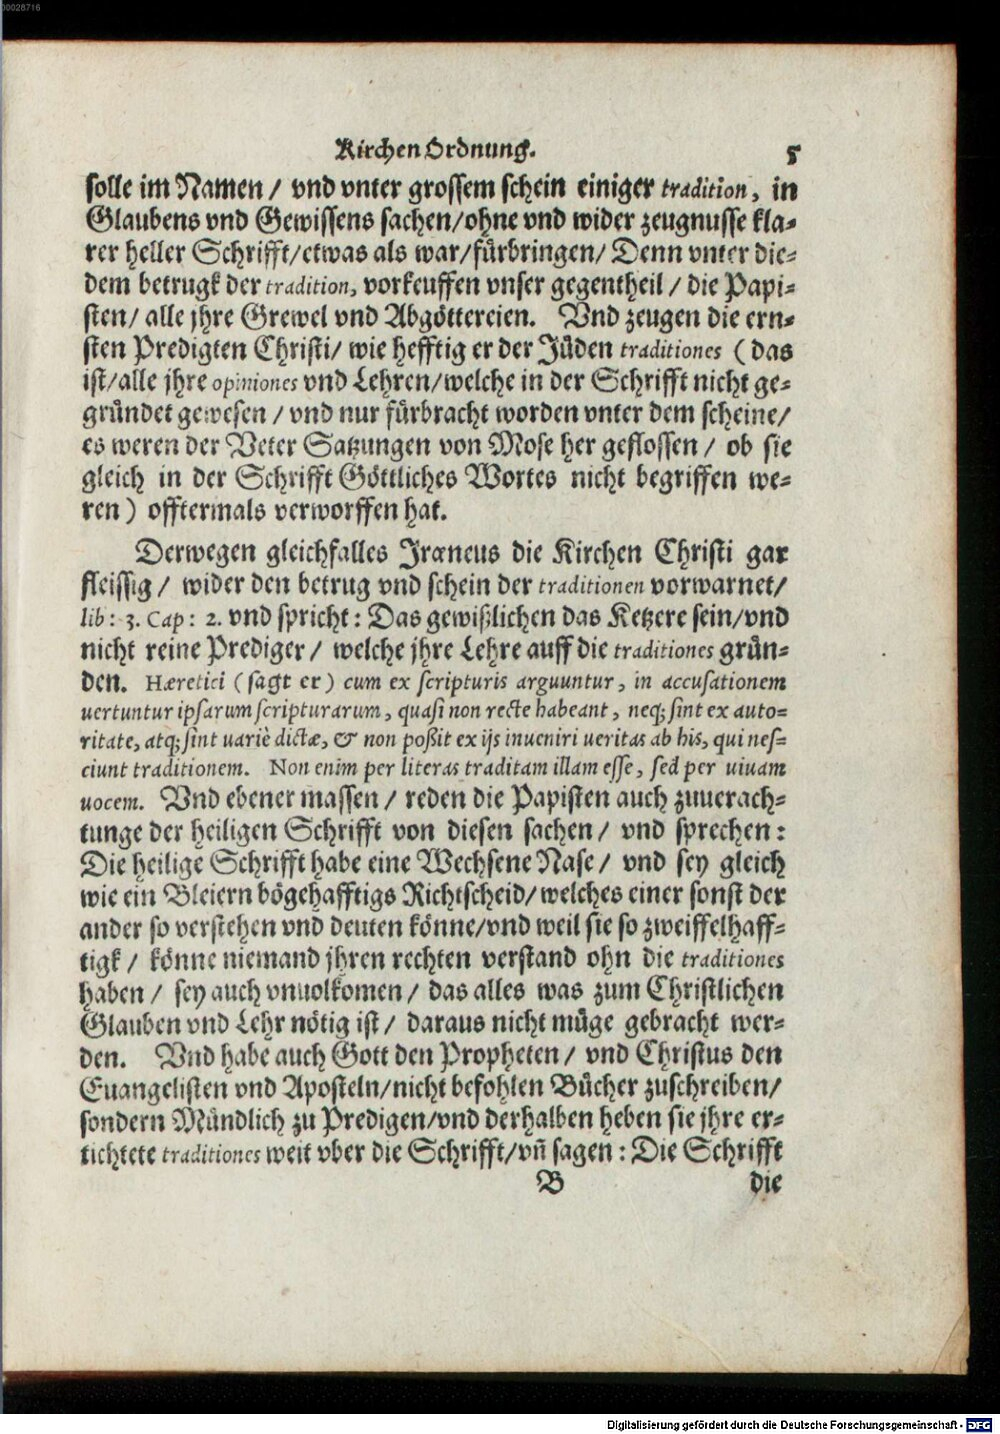 00028716
KirchenOrdnung. 5
solle im Namen / vnd vnter grossem schein einiger tradition, in
Glaubens vnd Gewissens sachen/ohne vnd wider zeugnusse kla-
rer heller Schrifft/etwas als war/fürbringen/ Denn vnter die-
dem betrugk der tradition, vorkeuffen vnser gegentheil / die Papi-
sten/ alle jhre Grewel vnd Abgöttereien. Vnd zeugen die ern-
sten Predigten Christi/ wie hefftig er der Jüden traditiones (das
ist/alle jhre opiniones vnd Lehren/welche in der Schrifft nicht ge-
gründet gewesen / vnd nur fürbracht worden vnter dem scheine/
es weren der Veter Satzungen von Mose her geflossen / ob sie
gleich in der Schrifft Göttliches Wortes nicht begriffen we-
ren) offtermals verworffen hat.
Derwegen gleichfalles Jræneus die Kirchen Christi gar
fleissig / wider den betrug vnd schein der traditionen vorwarnet/
lib: 3. Cap: 2. vnd spricht: Das gewißlichen das Ketzere sein/vnd
nicht reine Prediger / welche jhre Lehre auff die traditiones grün-
den. Hæretici (sagt er) cum ex scripturis arguuntur, in accusationem
uertuntur ipsarum scripturarum, quasi non recte habeant, neq; sint ex auto-
ritate, atq; sint uariè dictæ, & non poßit ex ijs inueniri ueritas ab his, qui nes-
ciunt traditionem. Non enim per literas traditam illam esse, sed per uiuam
uocem. Vnd ebener massen / reden die Papisten auch zuuerach-
tunge der heiligen Schrifft von diesen sachen/ vnd sprechen:
Die heilige Schrifft habe eine Wechsene Nase/ vnd sey gleich
wie ein Bleiern bögehafftigs Richtscheid/welches einer sonst der
ander so verstehen vnd deuten könne/vnd weil sie so zweiffelhaff-
tigk / könne niemand jhren rechten verstand ohn die traditiones
haben / sey auch vnuolkomen / das alles was zum Christlichen
Glauben vnd Lehr nötig ist / daraus nicht müge gebracht wer-
den. Vnd habe auch Gott den Propheten / vnd Christus den
Euangelisten vnd Aposteln/nicht befohlen Bücher zuschreiben/
sondern Mündlich zu Predigen/vnd derhalben heben sie jhre er-
tichtete traditiones weit vber die Schrifft/vñ sagen: Die Schrifft
B die
Digitalisierung gefördert durch die Deutsche Forschungsgemeinschaft - DFG